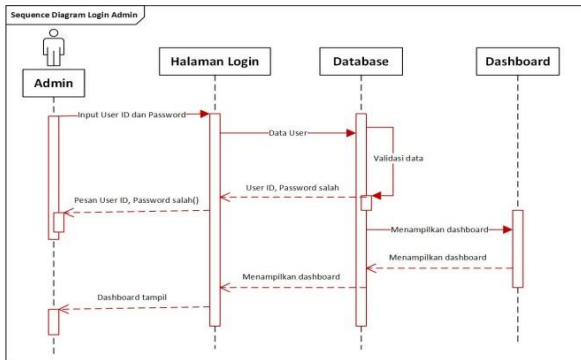 Sequence Diagram Login Admin
Admin
Halaman Login
Database
Dashboard
Input User ID dan Password
Data User
Validasi data
User ID, Password salah
Pesan User ID, Password salah()
Menampilkan dashboard
Menampilkan dashboard
Menampilkan dashboard
Dashboard tampil